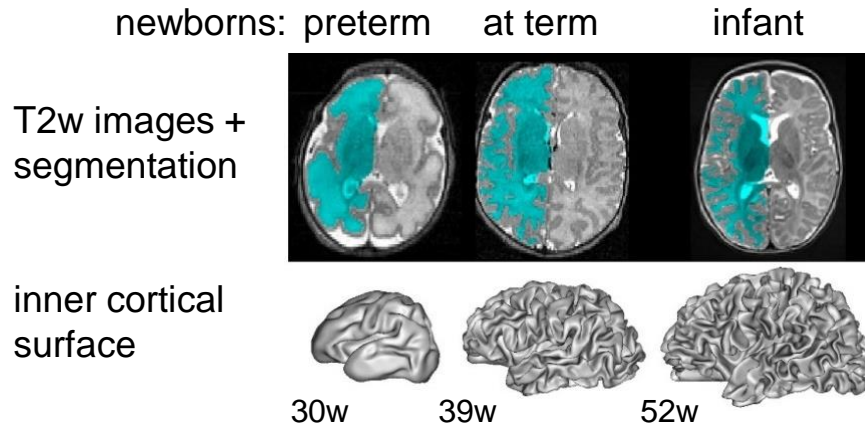 newborns: preterm at term infant
T2w images +
segmentation
inner cortical
surface
30w 39w 52w